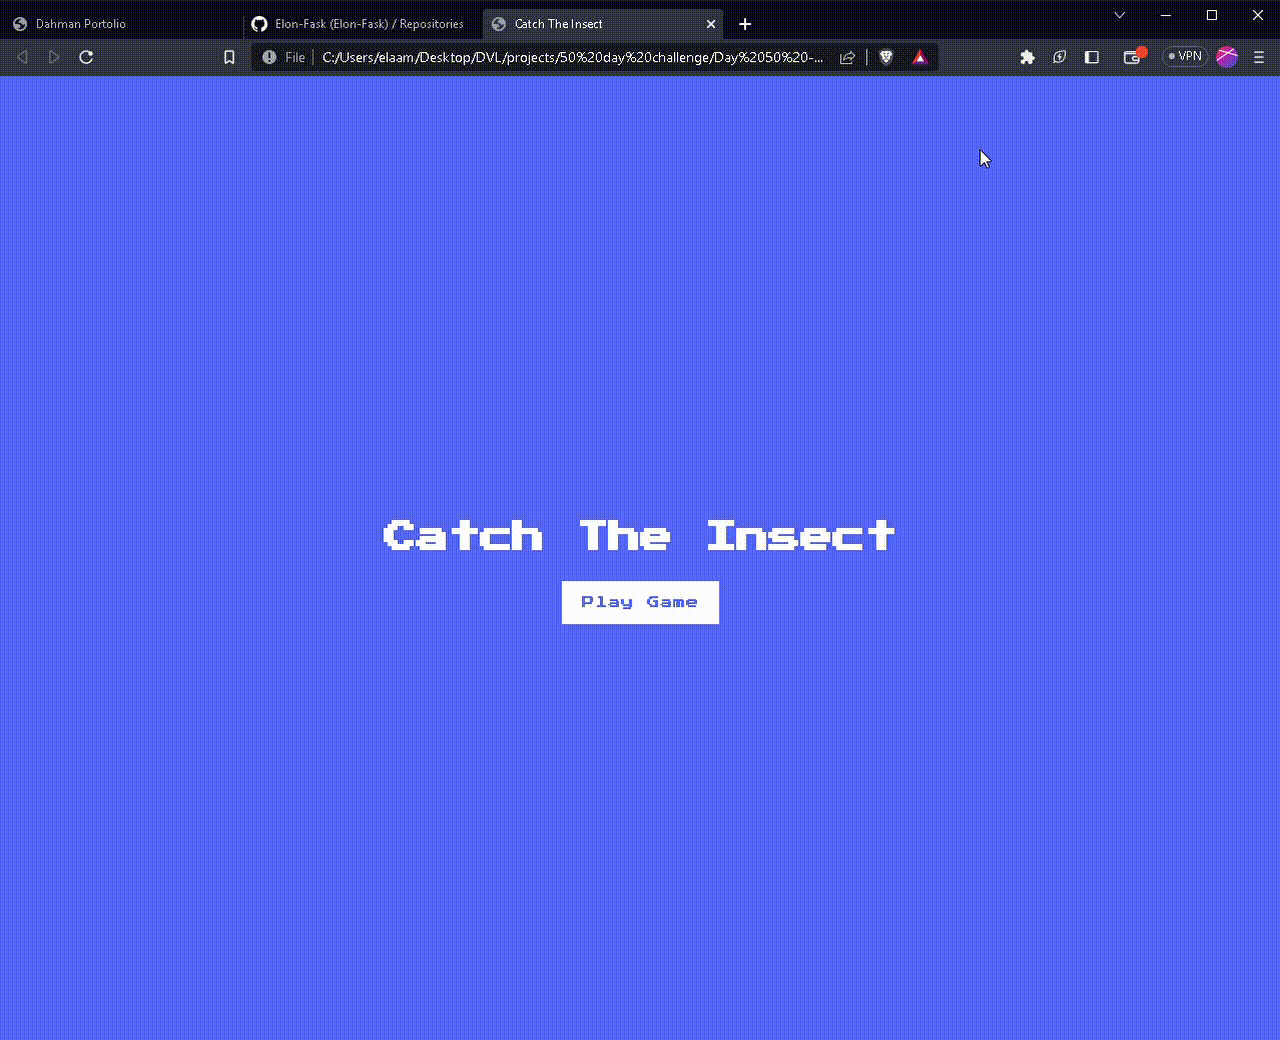 Dahman Portolio
Elon-Fask (Elon-Fask) / Repositories
Catch The Insect
File
C:/Users/elaam/Desktop/DVL/projects/50%20day%20challenge/Day%2050%20-...
VPN
Catch The Insect
Play Game